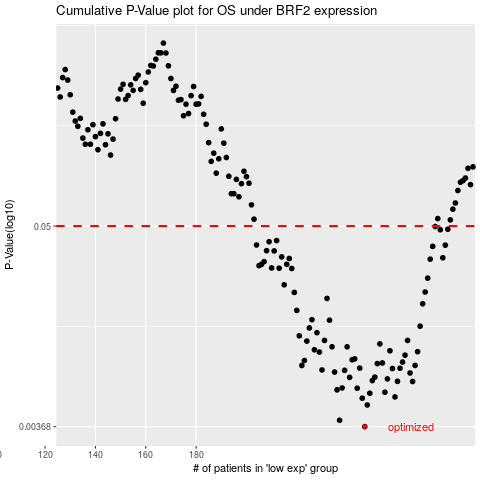 Cumulative P-Value plot for OS under BRF2 expression
P-Value(log10)
0.05
0.00368
optimized
0
120
140
160
180
# of patients in 'low exp' group